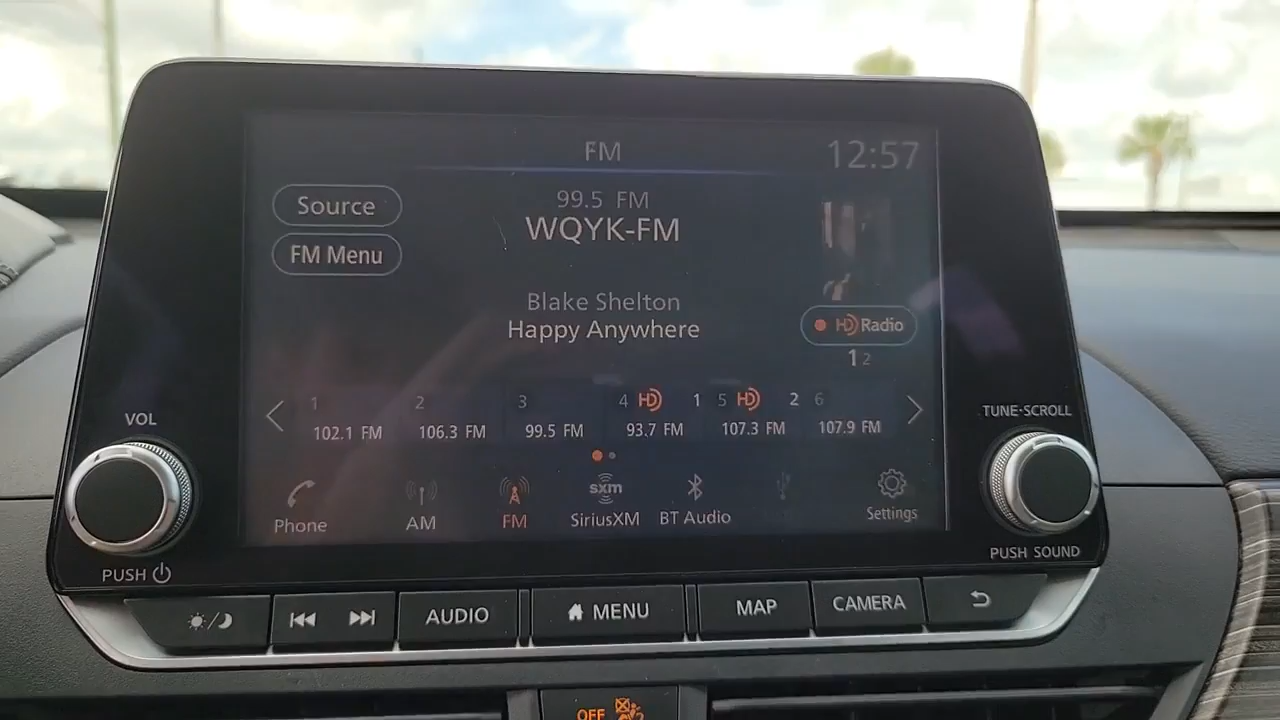 FM
12:57
Source
99.5 FM
WQYK-FM
FM Menu
Blake Shelton
Happy Anywhere
HD Radio
1 2
1 2 3 4 HD 1 5 HD 2 6
102.1 FM 106.3 FM 99.5 FM 93.7 FM 107.3 FM 107.9 FM
VOL
TUNE·SCROLL
sxm
Phone AM FM SiriusXM BT Audio Settings
PUSH
PUSH SOUND
AUDIO MENU MAP CAMERA
OFF